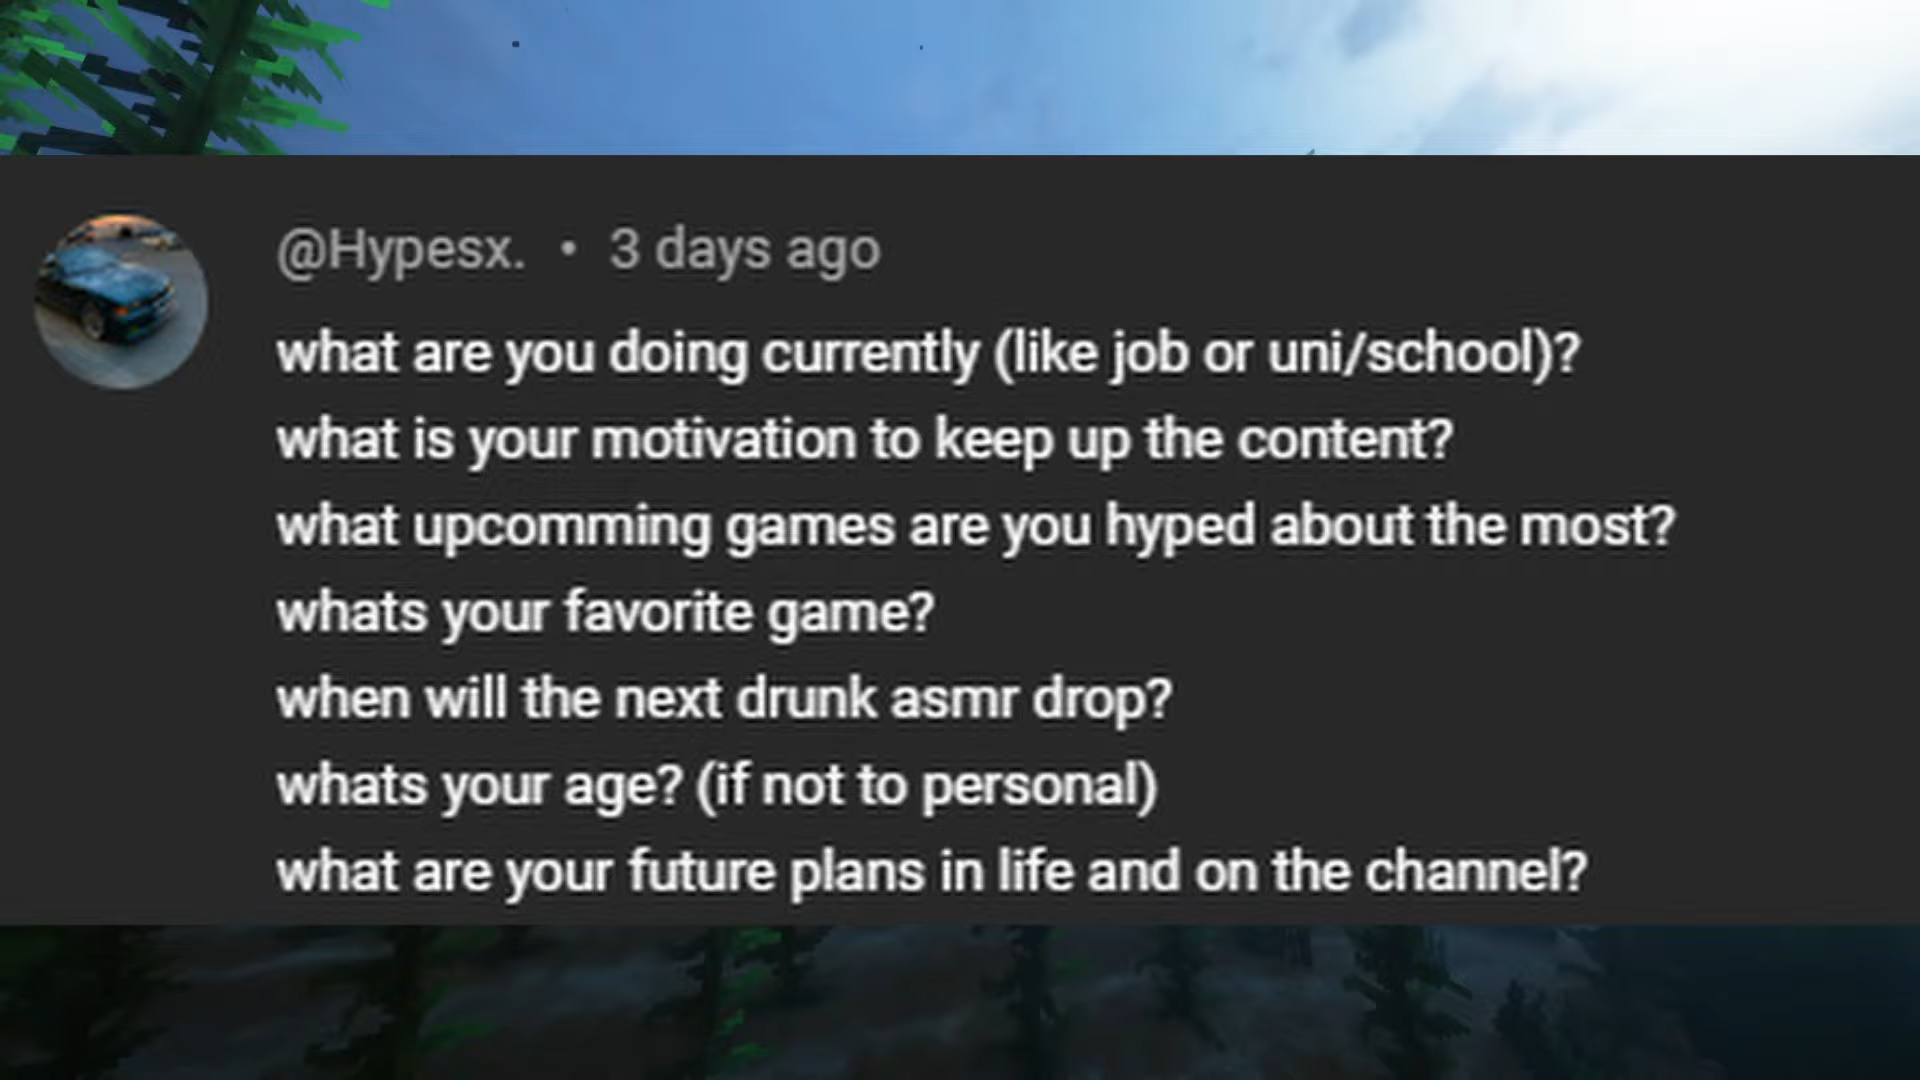 @Hypesx. • 3 days ago
what are you doing currently (like job or uni/school)?
what is your motivation to keep up the content?
what upcomming games are you hyped about the most?
whats your favorite game?
when will the next drunk asmr drop?
whats your age? (if not to personal)
what are your future plans in life and on the channel?